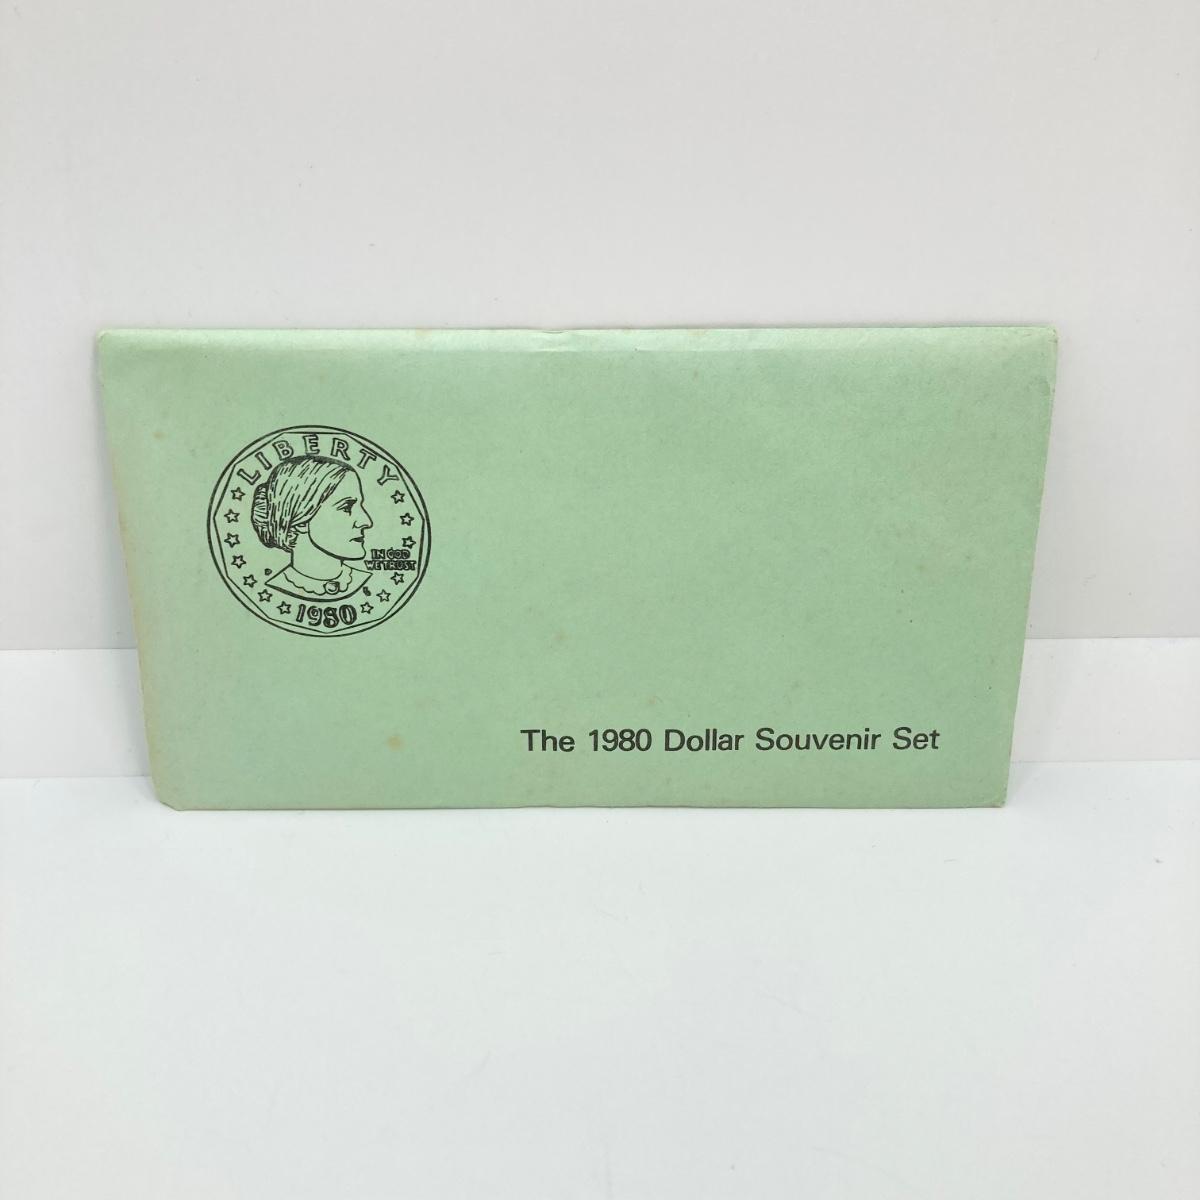 LIBERTY
IN GOD
WE TRUST
D
1980
The 1980 Dollar Souvenir Set